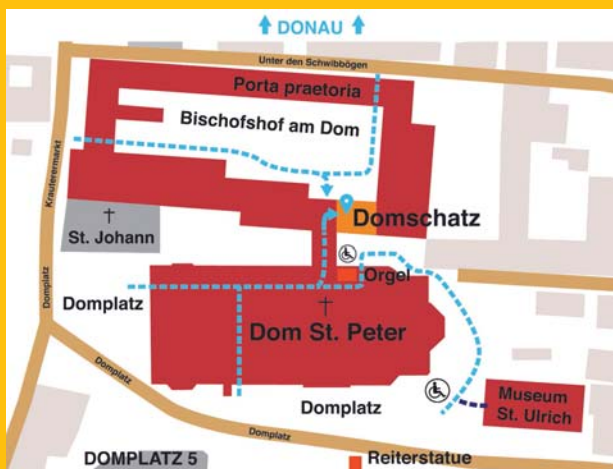 DONAU
Unter den Schwibbögen
Porta praetoria
Bischofshof am Dom
Krauterermarkt
Domschatz
St. Johann
Orgel
Domplatz
Domplatz
Dom St. Peter
Domplatz
Domplatz
Museum
St. Ulrich
Domplatz
DOMPLATZ 5
Reiterstatue